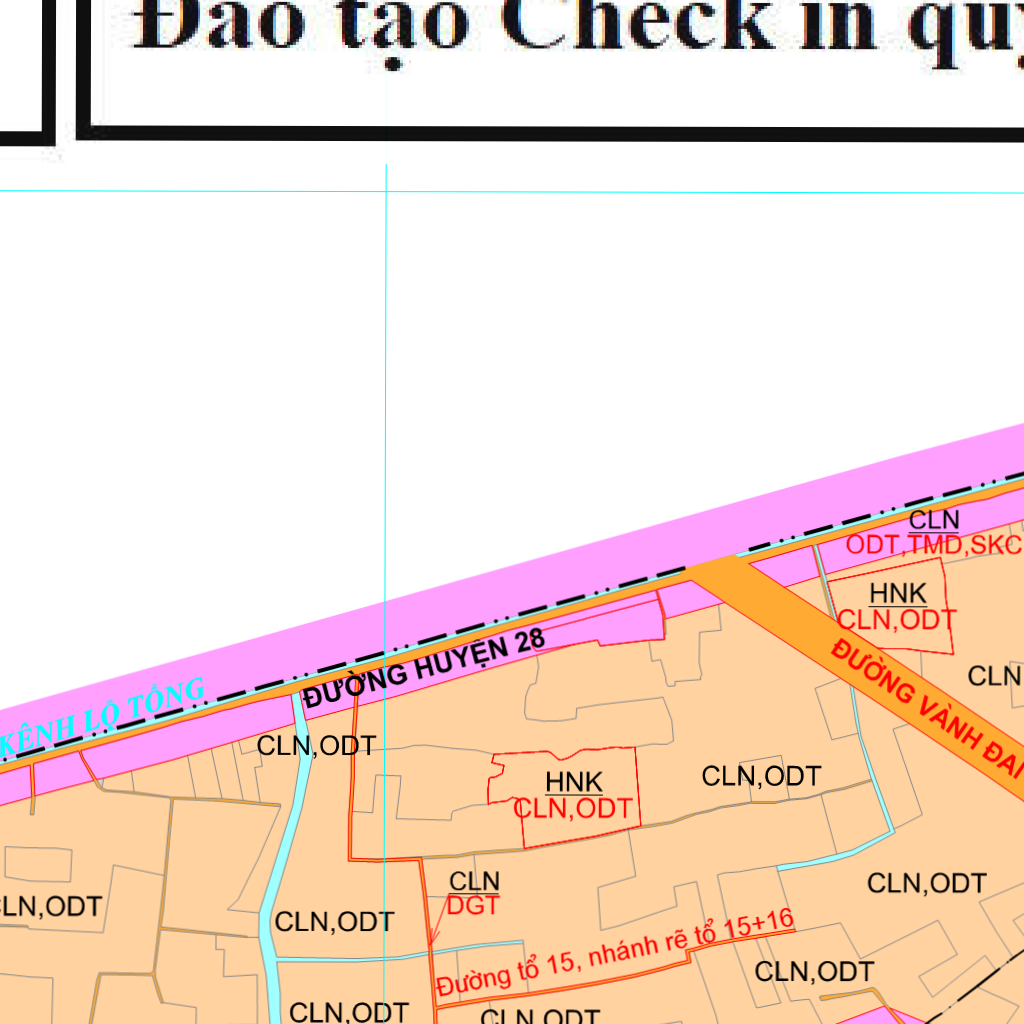 Đào tạo Check in quy
CLN
ODT,TMD,SKC
HNK
CLN,ODT
ĐƯỜNG HUYỆN 28
ĐƯỜNG VÀNH ĐAI
CLN
KÊNH LỘ TỔNG
CLN,ODT
HNK
CLN,ODT
CLN,ODT
CLN
DGT
CLN,ODT
CLN,ODT
CLN,ODT
Đường tổ 15, nhánh rẽ tổ 15+16
CLN,ODT
CLN,ODT
CLN,ODT